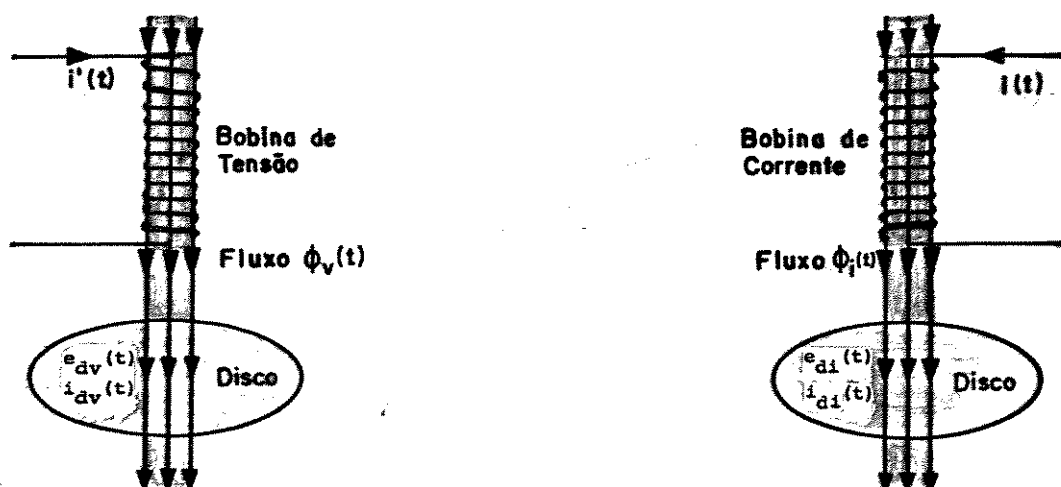 i'(t)
Bobina de
Tensão
Fluxo ϕv(t)
edv(t)
idv(t)
Disco
i(t)
Bobina de
Corrente
Fluxo ϕi(t)
edi(t)
idi(t)
Disco